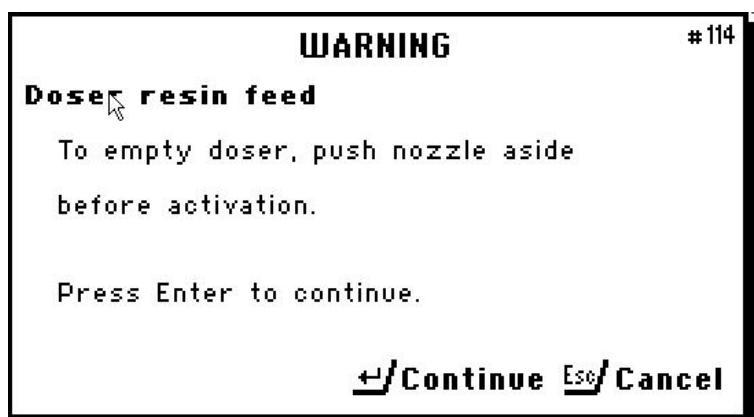 WARNING
#114
Doser resin feed
To empty doser, push nozzle aside
before activation.
Press Enter to continue.
↵/Continue Esc/Cancel